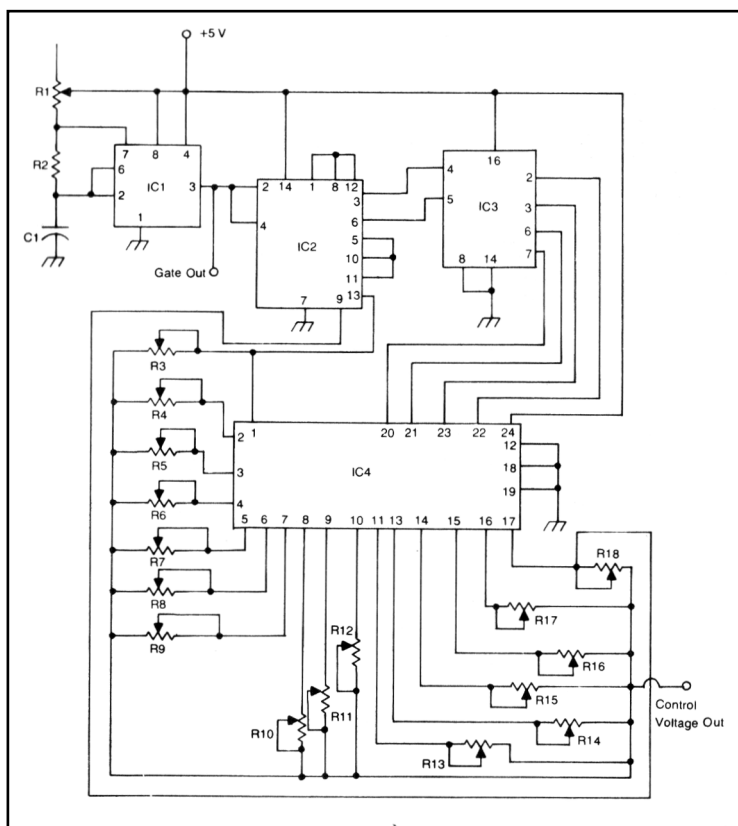 +5 V
R1
R2
C1
7 8 4
6
2
IC1
3
1
Gate Out
2 14 1 8 12
3
4
6
IC2
5
10
11
13
7 9
16
4
2
5
3
IC3
6
7
8 14
R3
R4
R5
R6
R7
R8
R9
1 20 21 23 22 24
2
12
3
IC4
18
4
19
5 6 7 8 9 10 11 13 14 15 16 17
R18
R17
R12
R16
R11
R15
R10
R14
R13
Control
Voltage Out